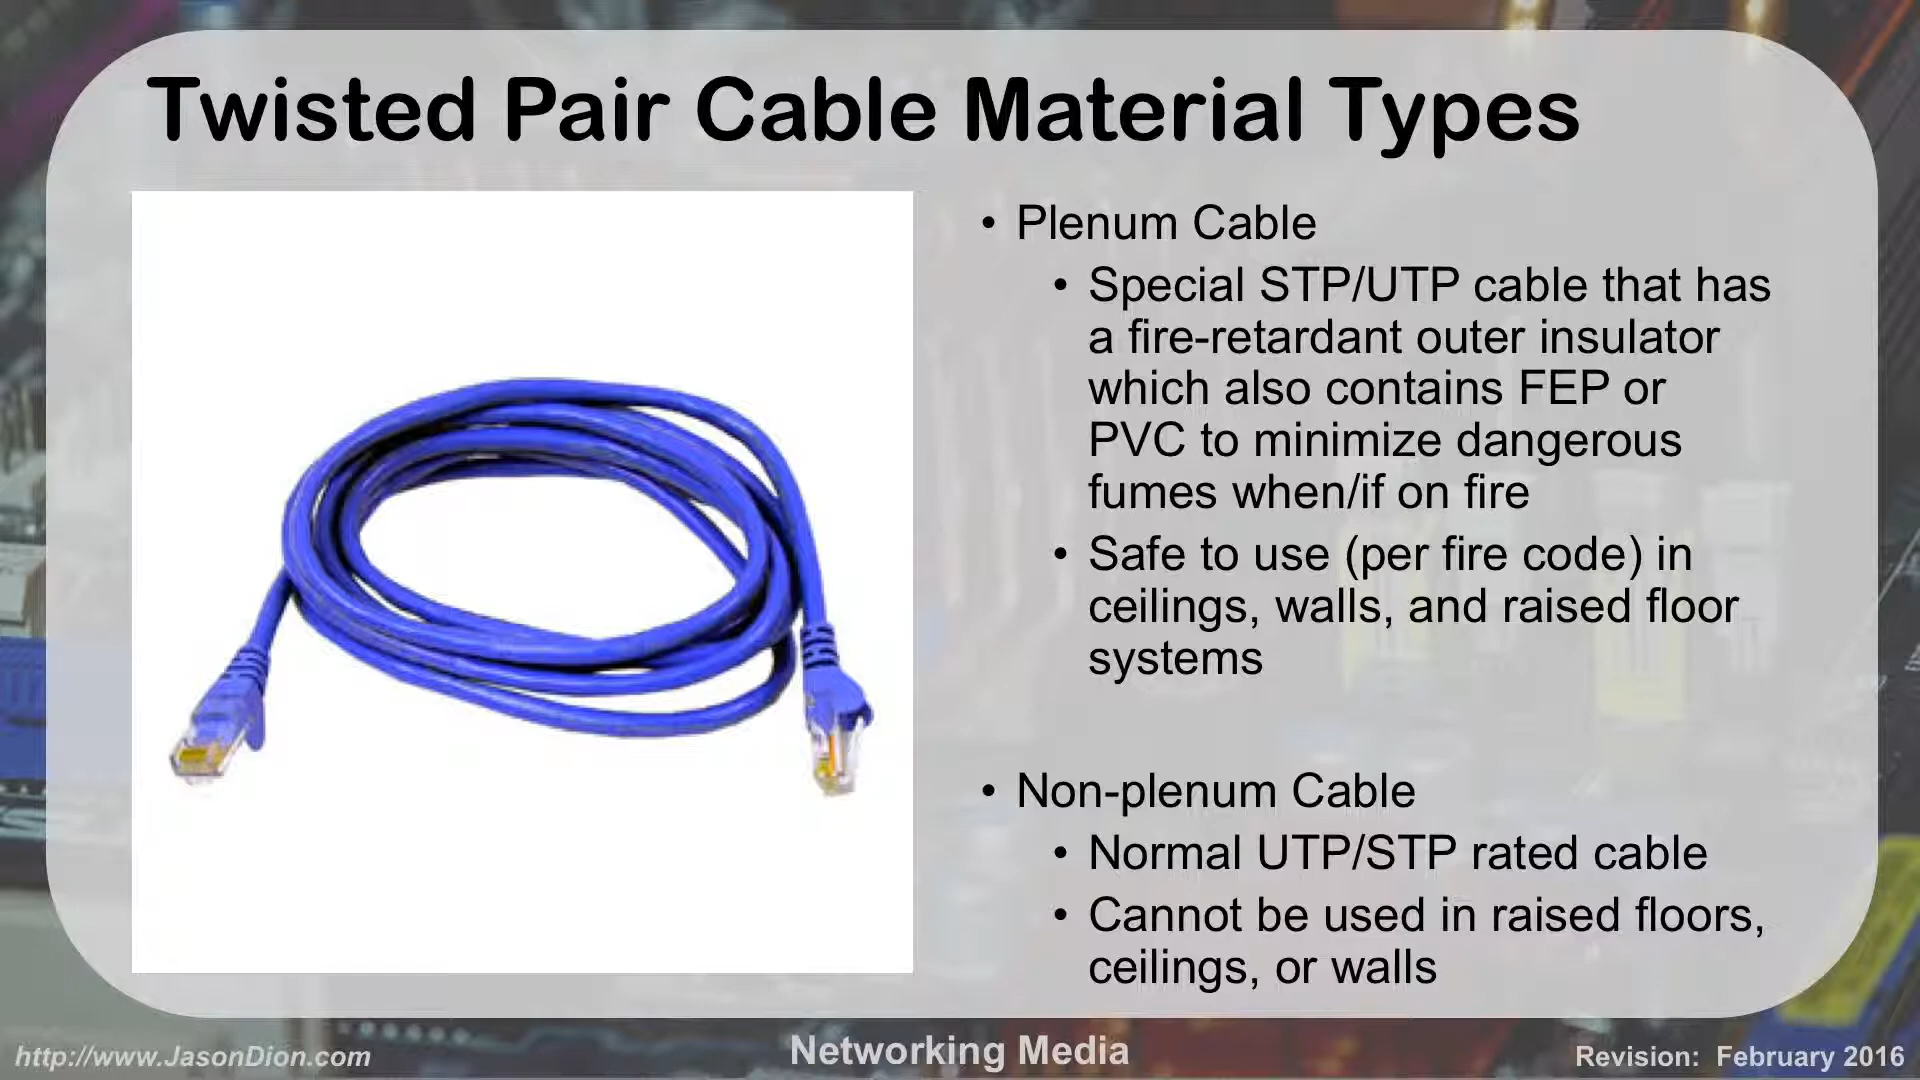 Twisted Pair Cable Material Types
• Plenum Cable
• Special STP/UTP cable that has
a fire-retardant outer insulator
which also contains FEP or
PVC to minimize dangerous
fumes when/if on fire
• Safe to use (per fire code) in
ceilings, walls, and raised floor
systems
• Non-plenum Cable
• Normal UTP/STP rated cable
• Cannot be used in raised floors,
ceilings, or walls
http://www.JasonDion.com
Networking Media
Revision: February 2016